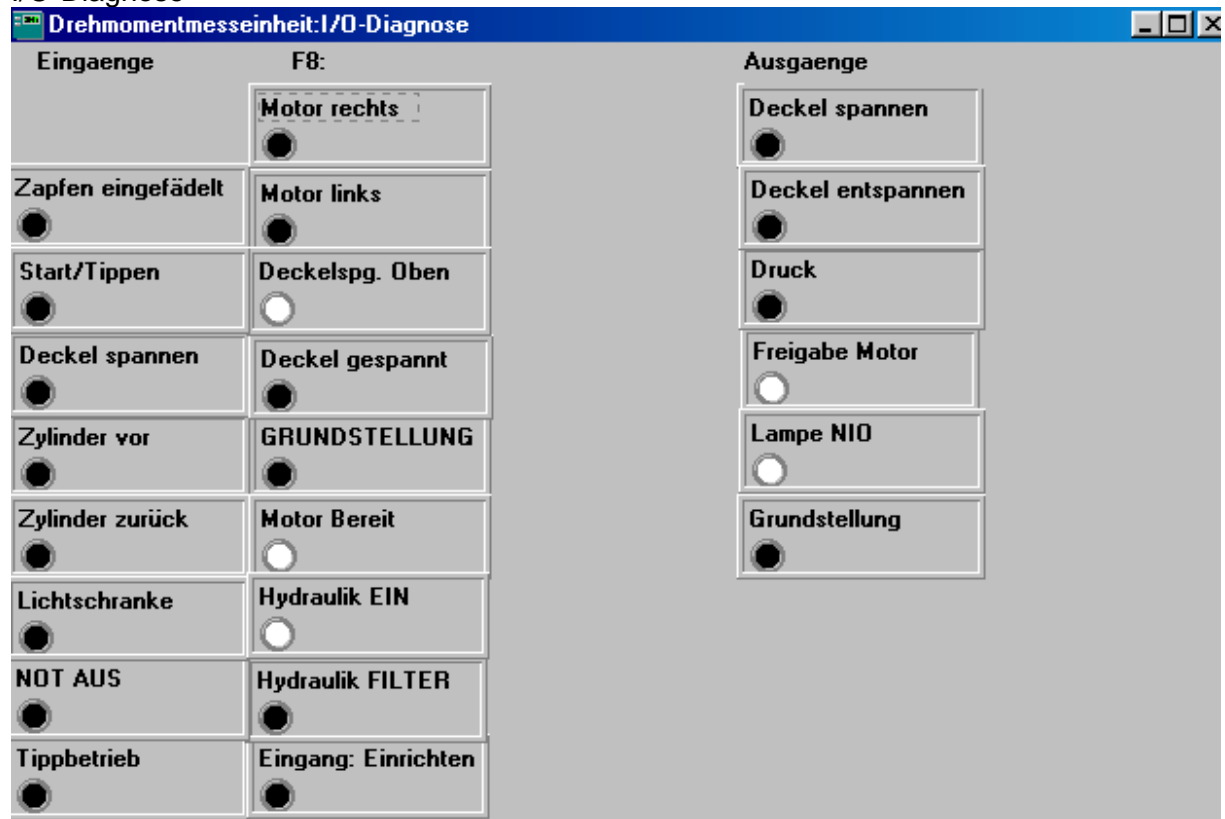 I/O-Diagnose
Drehmomentmesseinheit:I/O-Diagnose
Eingaenge F8: Ausgaenge
Motor rechts Deckel spannen
Zapfen eingefädelt Motor links Deckel entspannen
Start/Tippen Deckelspg. Oben Druck
Deckel spannen Deckel gespannt Freigabe Motor
Zylinder vor GRUNDSTELLUNG Lampe NIO
Zylinder zurück Motor Bereit Grundstellung
Lichtschranke Hydraulik EIN
NOT AUS Hydraulik FILTER
Tippbetrieb Eingang: Einrichten